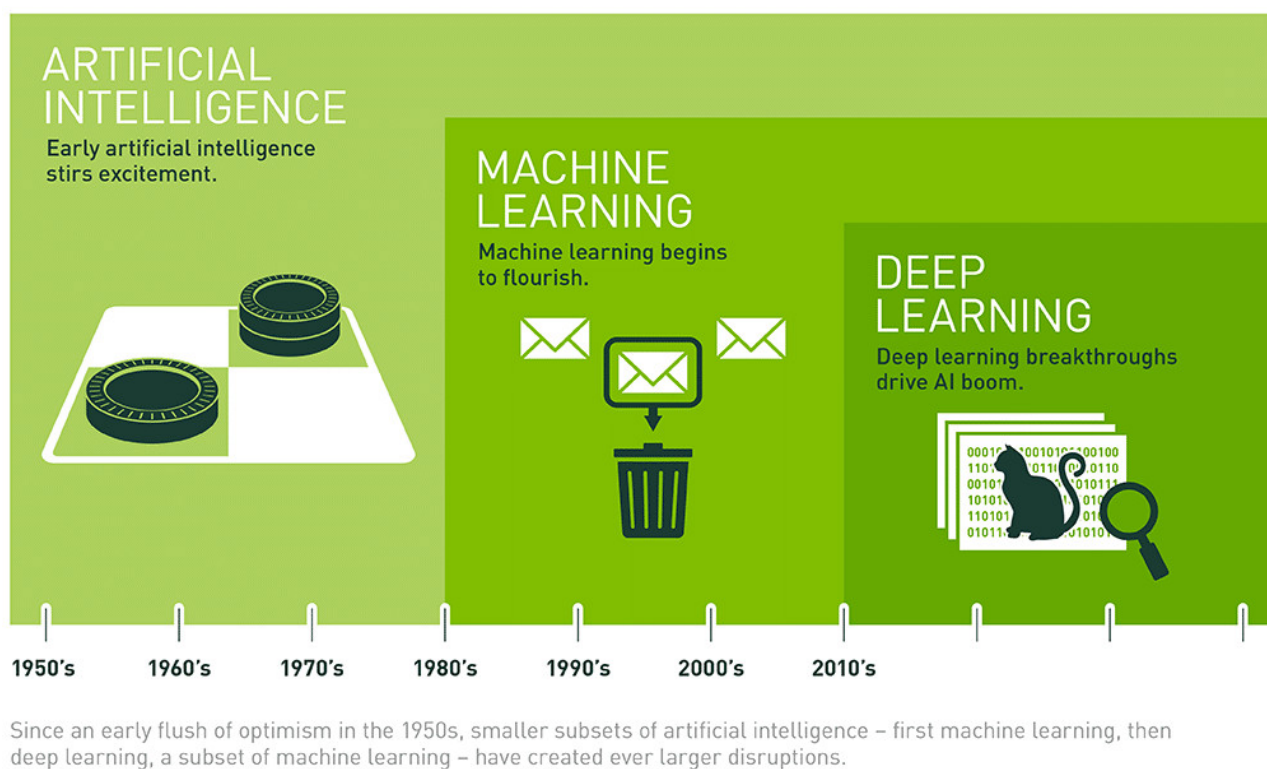 ARTIFICIAL
INTELLIGENCE
Early artificial intelligence
stirs excitement.
MACHINE
LEARNING
Machine learning begins
to flourish.
DEEP
LEARNING
Deep learning breakthroughs
drive AI boom.
1950's 1960's 1970's 1980's 1990's 2000's 2010's
Since an early flush of optimism in the 1950s, smaller subsets of artificial intelligence – first machine learning, then
deep learning, a subset of machine learning – have created ever larger disruptions.